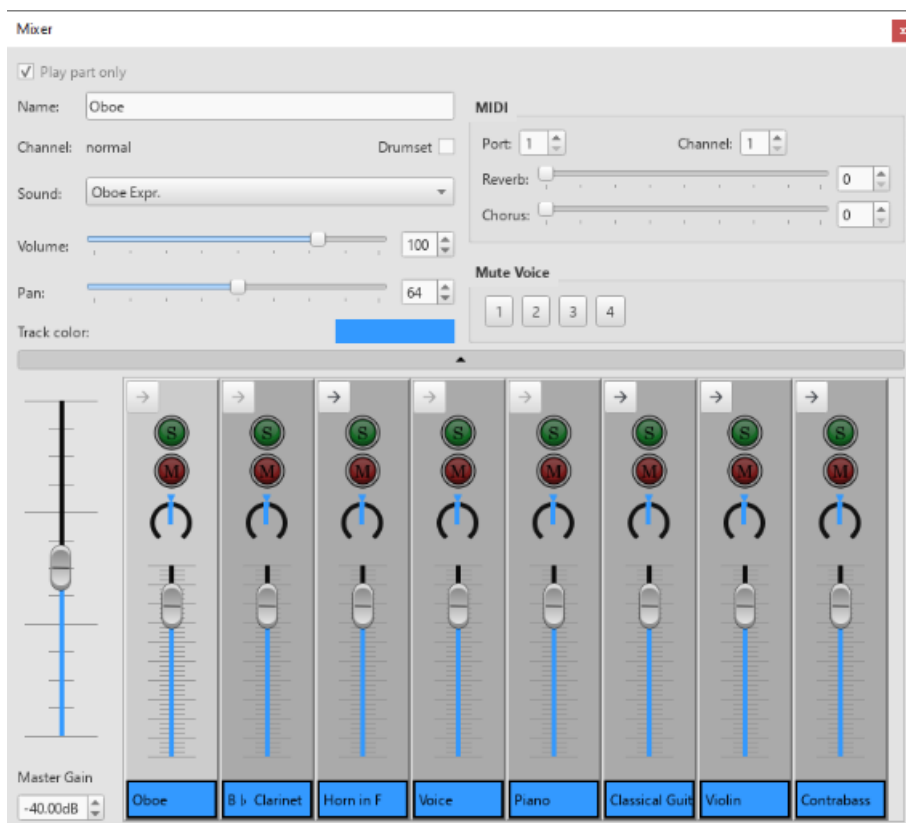 Mixer
x
Play part only
Name: Oboe
Channel: normal Drumset
Sound: Oboe Expr.
Volume: 100
Pan: 64
Track color:
MIDI
Port: 1 Channel: 1
Reverb: 0
Chorus: 0
Mute Voice
1 2 3 4
S S S S S S S S
M M M M M M M M
Master Gain
-40.00dB
Oboe B♭ Clarinet Horn in F Voice Piano Classical Guit Violin Contrabass